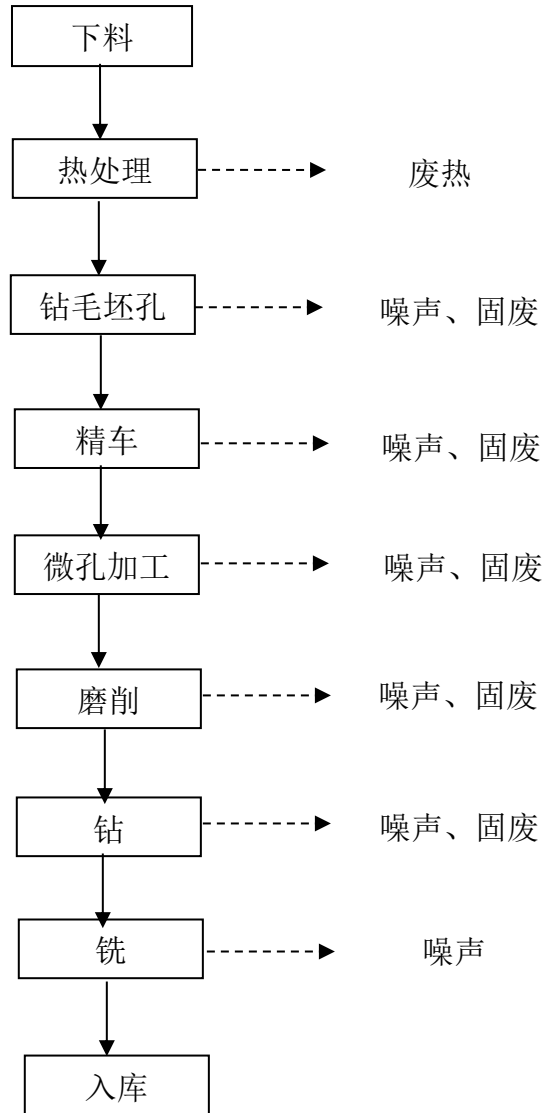 下料
热处理
废热
钻毛坯孔
噪声、固废
精车
噪声、固废
微孔加工
噪声、固废
磨削
噪声、固废
钻
噪声、固废
铣
噪声
入库